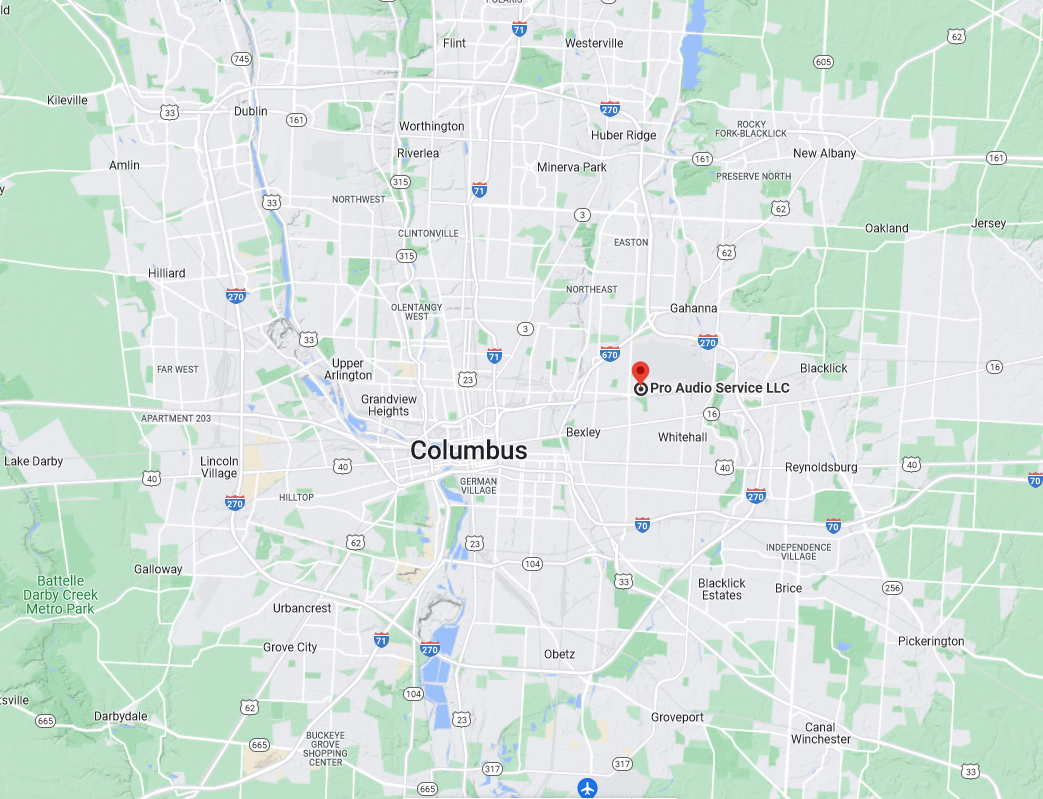 POLARIS
71
Flint
Westerville
62
745
605
Kileville
33
Dublin
161
270
Worthington
Huber Ridge
ROCKY
FORK-BLACKLICK
Riverlea
161
New Albany
161
Amlin
Minerva Park
PRESERVE NORTH
315
71
NORTHWEST
33
3
62
CLINTONVILLE
EASTON
Oakland
Jersey
315
62
Hilliard
270
NORTHEAST
OLENTANGY
WEST
Gahanna
3
33
270
71
670
FAR WEST
Upper
Arlington
23
Blacklick
16
Pro Audio Service LLC
Grandview
Heights
APARTMENT 203
16
Bexley
Whitehall
Columbus
Lake Darby
Lincoln
Village
40
40
40
Reynoldsburg
40
70
GERMAN
VILLAGE
HILLTOP
270
270
70
70
62
23
INDEPENDENCE
VILLAGE
104
Galloway
33
Blacklick
Estates
Brice
256
Battelle
Darby Creek
Metro Park
Urbancrest
71
270
Grove City
Obetz
Pickerington
104
62
23
tsville
665
Darbydale
Groveport
665
BUCKEYE
GROVE
SHOPPING
CENTER
Canal
Winchester
317
317
33
665